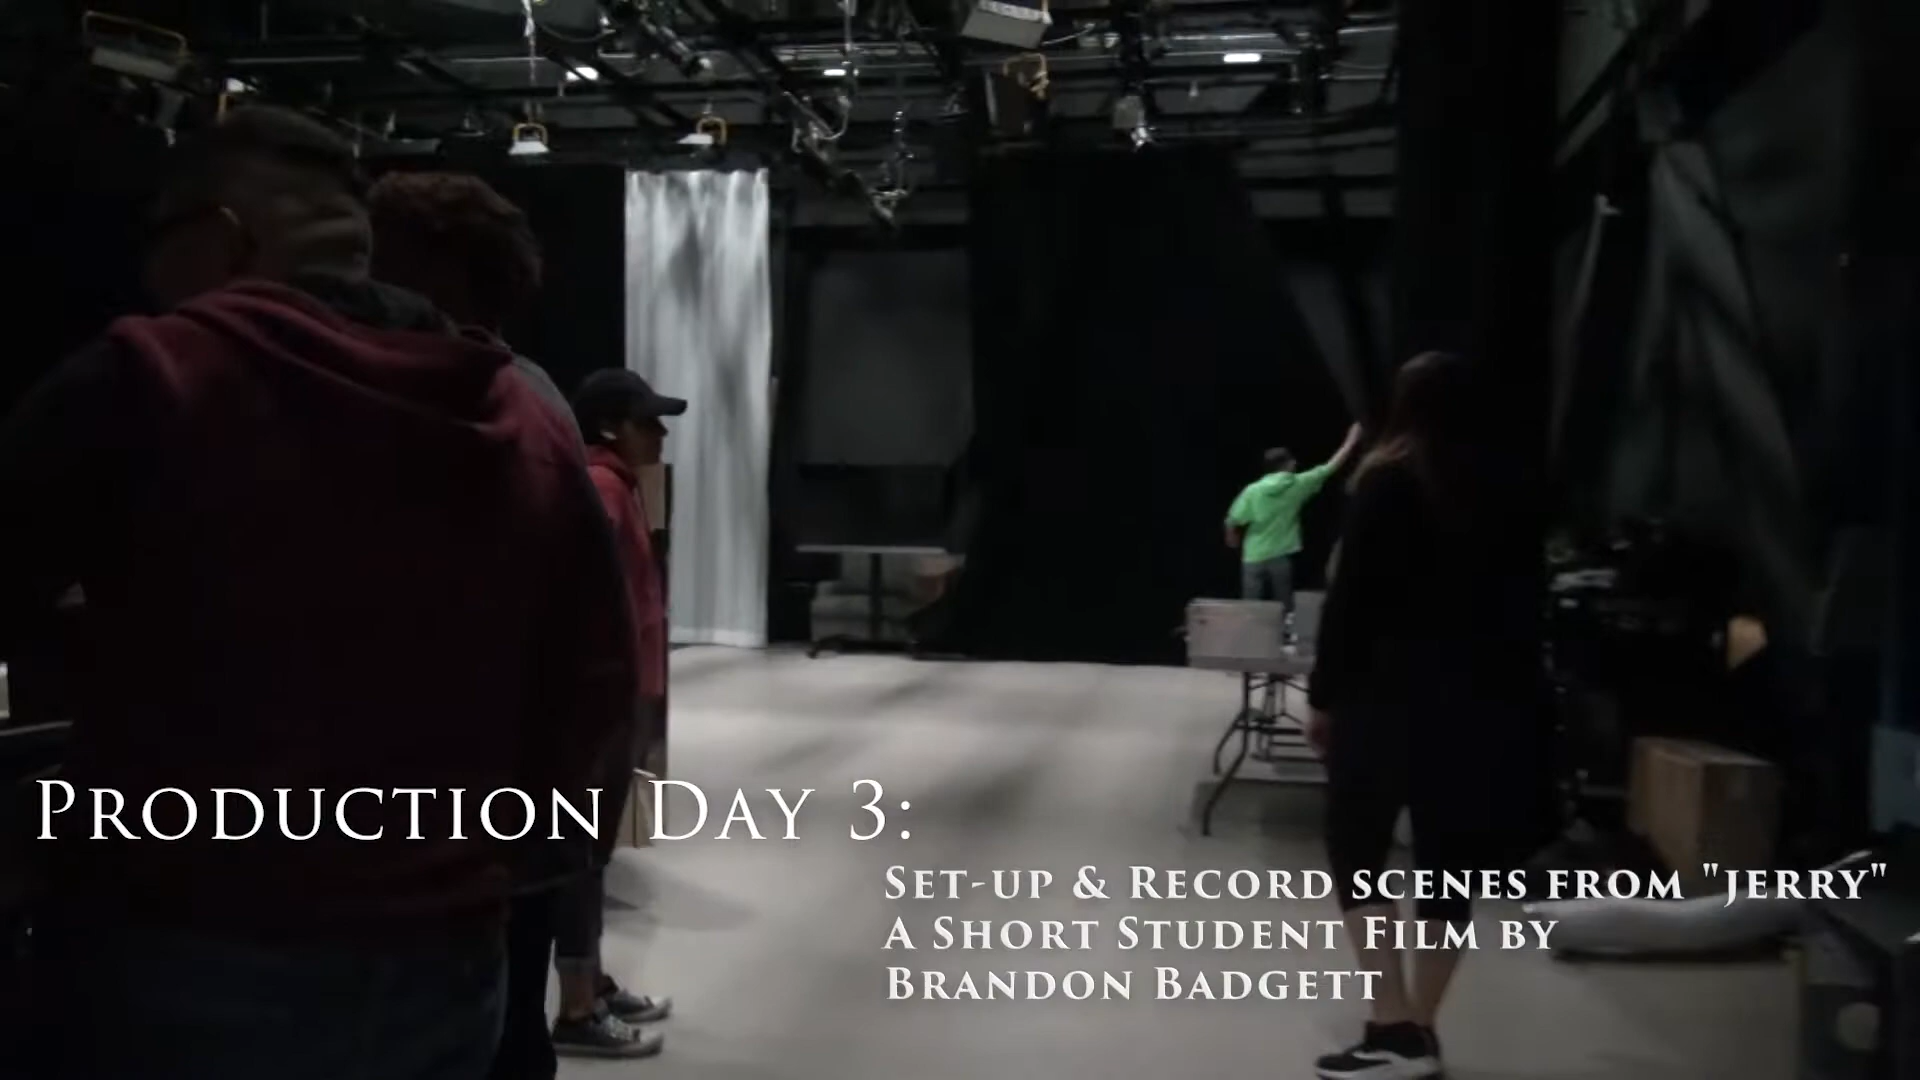 Production Day 3:
Set-up & Record scenes from "Jerry"
A Short Student Film by
Brandon Badgett